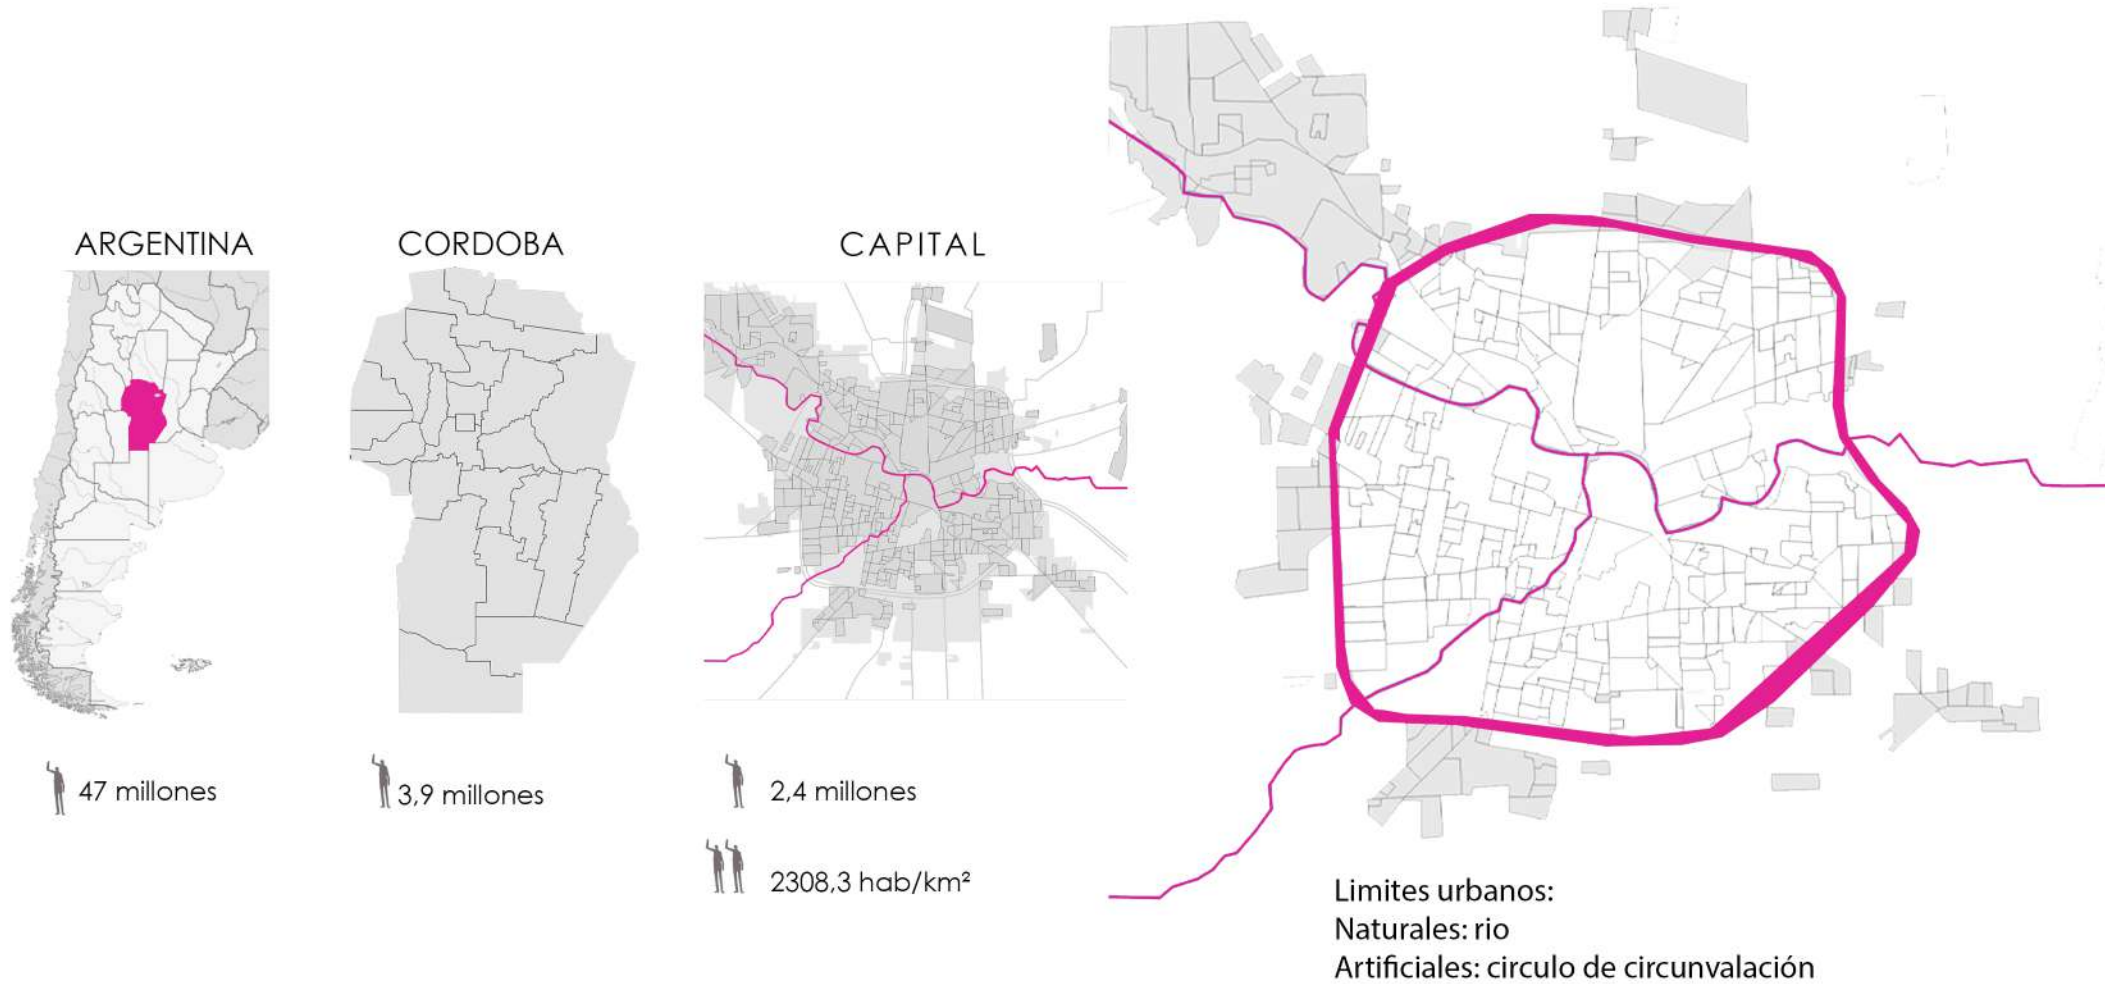 ARGENTINA
CORDOBA
CAPITAL
47 millones
3,9 millones
2,4 millones
2308,3 hab/km²
Limites urbanos:
Naturales: rio
Artificiales: circulo de circunvalación